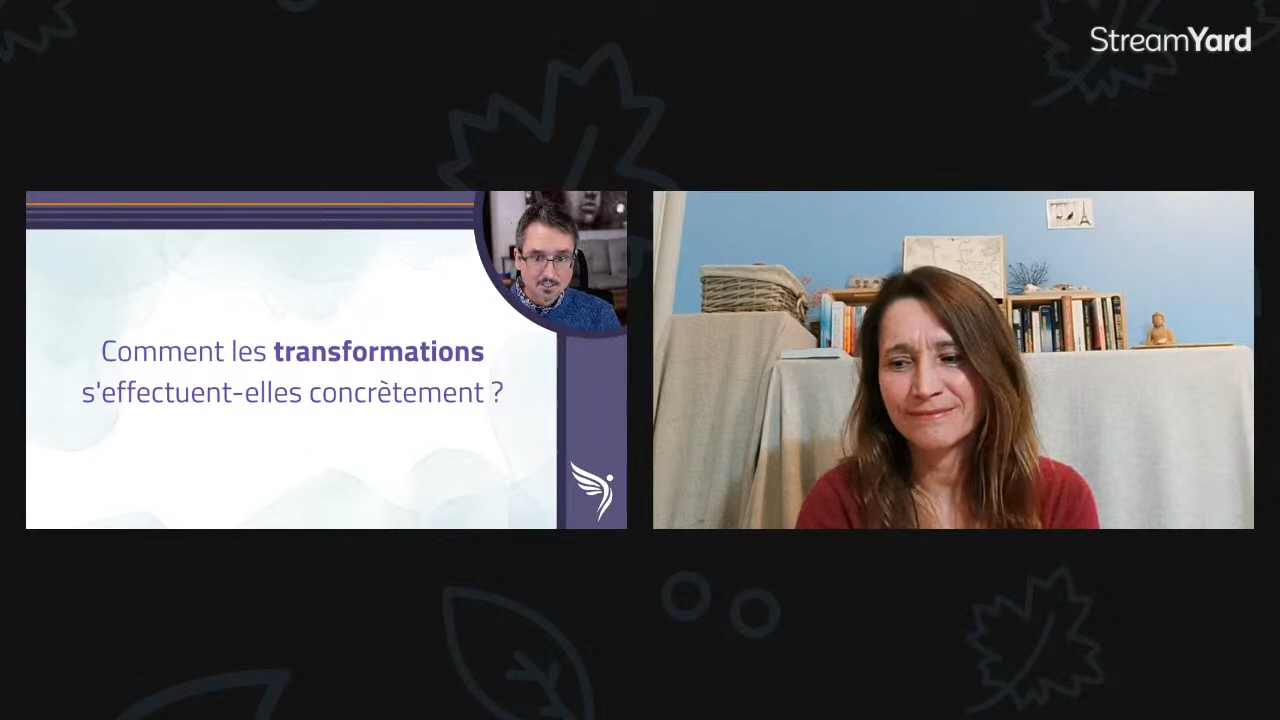 StreamYard
Comment les transformations
s'effectuent-elles concrètement ?